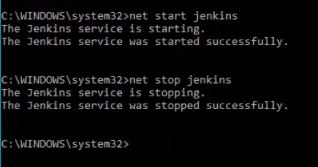 C:\WINDOWS\system32>net start jenkins
The Jenkins service is starting.
The Jenkins service was started successfully.
C:\WINDOWS\system32>net stop jenkins
The Jenkins service is stopping.
The Jenkins service was stopped successfully.
C:\WINDOWS\system32>